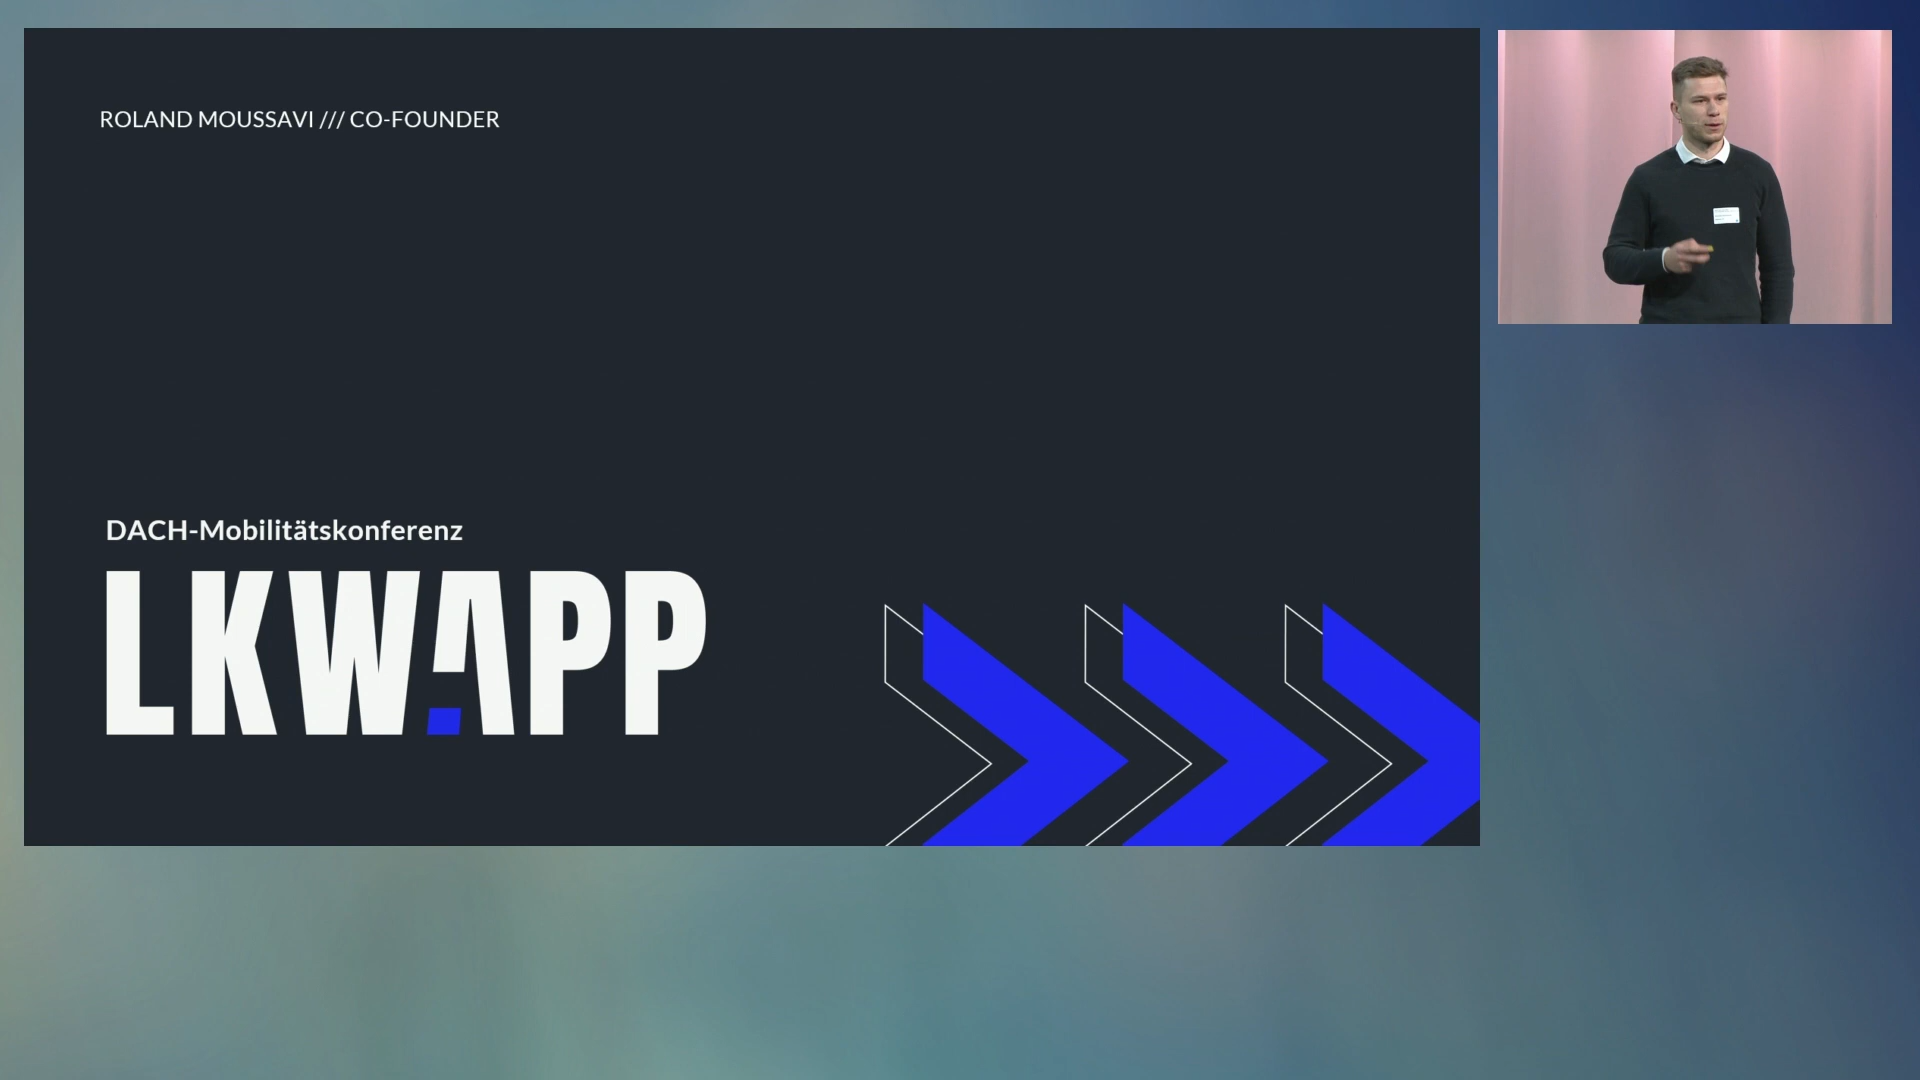 ROLAND MOUSSAVI /// CO-FOUNDER
DACH-Mobilitätskonferenz
LKWAPP